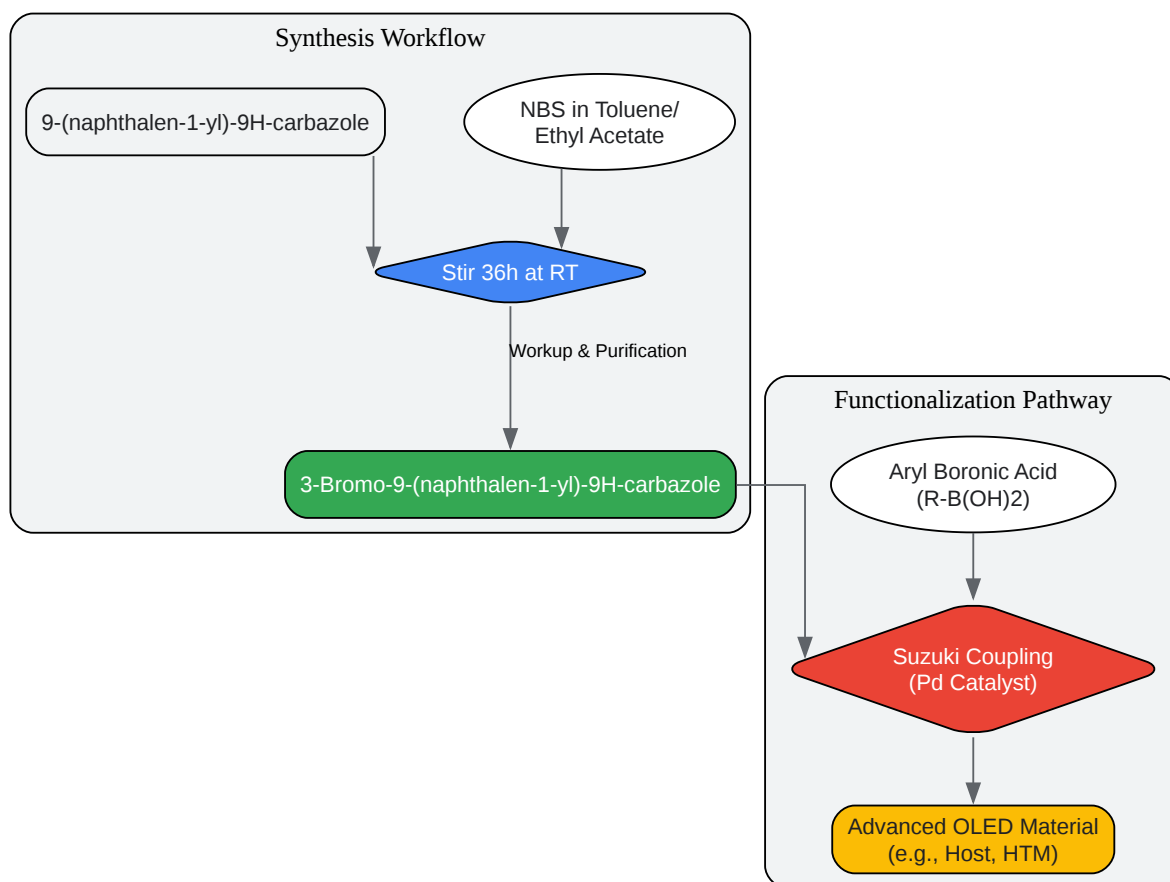 Synthesis Workflow
9-(naphthalen-1-yl)-9H-carbazole
NBS in Toluene/
Ethyl Acetate
Stir 36h at RT
Workup & Purification
3-Bromo-9-(naphthalen-1-yl)-9H-carbazole
Functionalization Pathway
Aryl Boronic Acid
(R-B(OH)2)
Suzuki Coupling
(Pd Catalyst)
Advanced OLED Material
(e.g., Host, HTM)